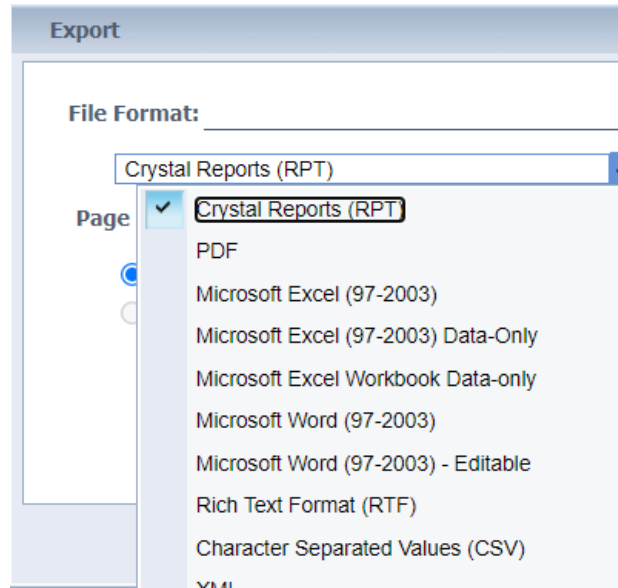 Export
File Format:
Crystal Reports (RPT)
Page
Crystal Reports (RPT)
PDF
Microsoft Excel (97-2003)
Microsoft Excel (97-2003) Data-Only
Microsoft Excel Workbook Data-only
Microsoft Word (97-2003)
Microsoft Word (97-2003) - Editable
Rich Text Format (RTF)
Character Separated Values (CSV)
XML